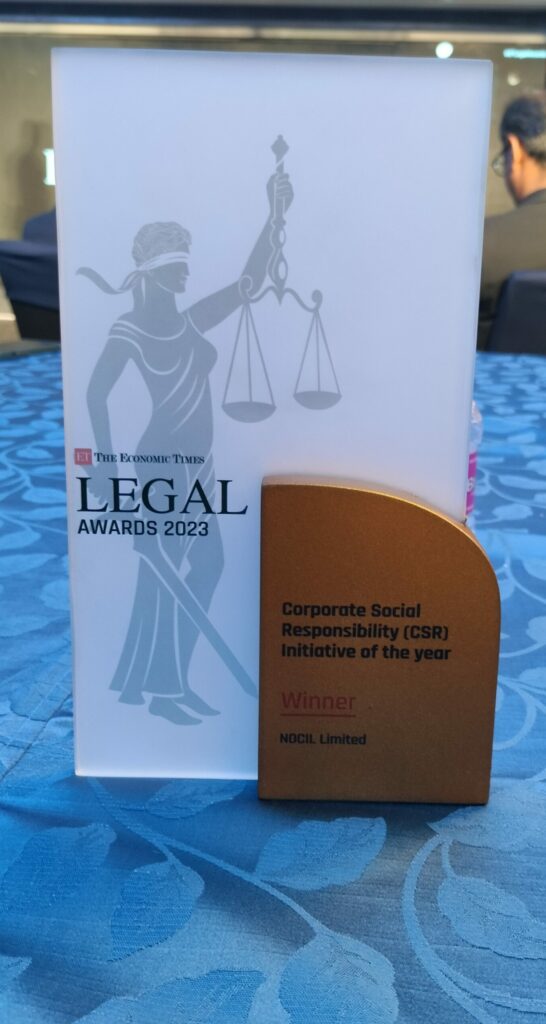 ET THE ECONOMIC TIMES
LEGAL
AWARDS 2023
Corporate Social
Responsibility (CSR)
Initiative of the year
Winner
NOCIL Limited